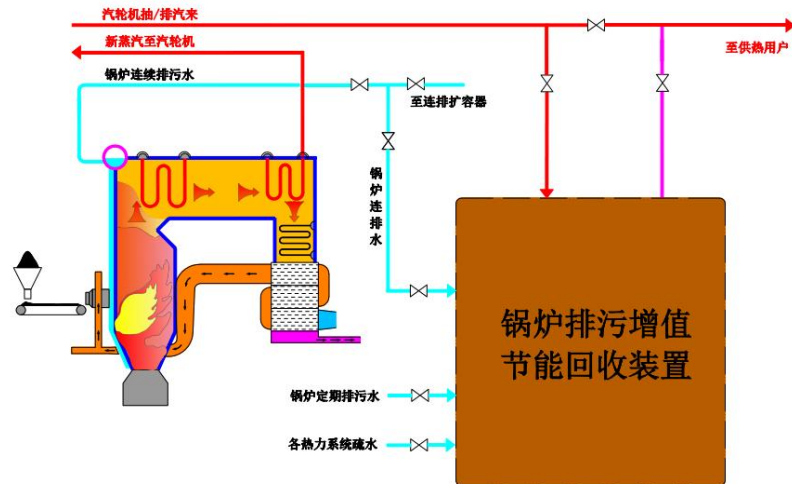 汽轮机抽/排汽来
新蒸汽至汽轮机
至供热用户
锅炉连续排污水
至连排扩容器
锅炉连排水
锅炉排污增值
节能回收装置
锅炉定期排污水
各热力系统疏水